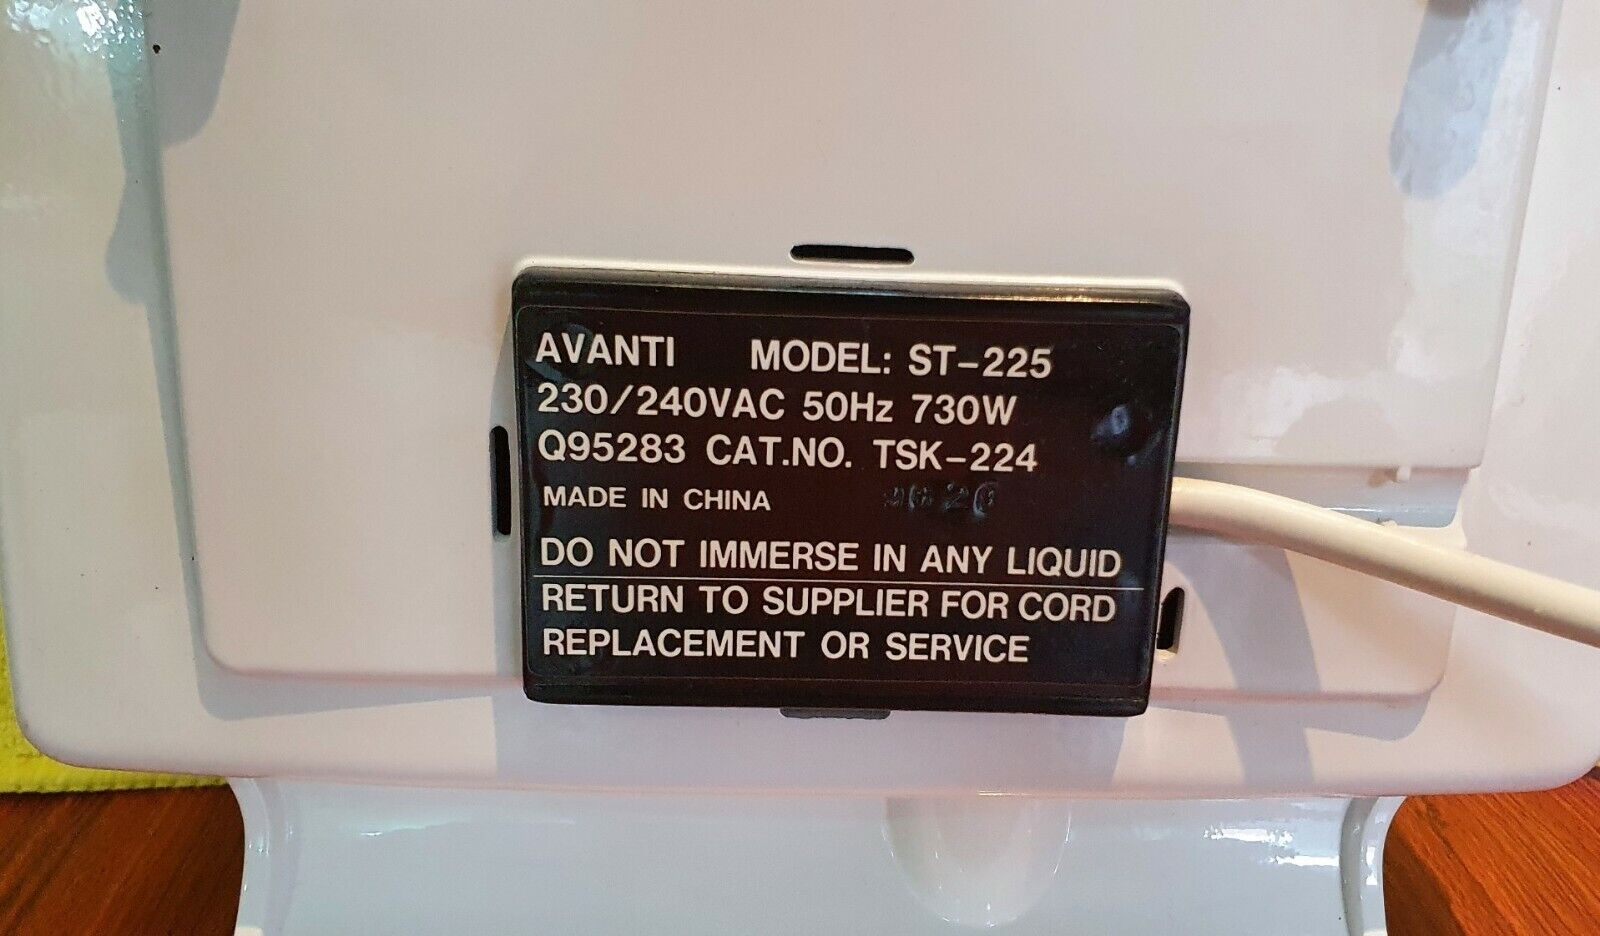 AVANTI MODEL: ST-225
230/240VAC 50Hz 730W
Q95283 CAT.NO. TSK-224
MADE IN CHINA
DO NOT IMMERSE IN ANY LIQUID
RETURN TO SUPPLIER FOR CORD
REPLACEMENT OR SERVICE